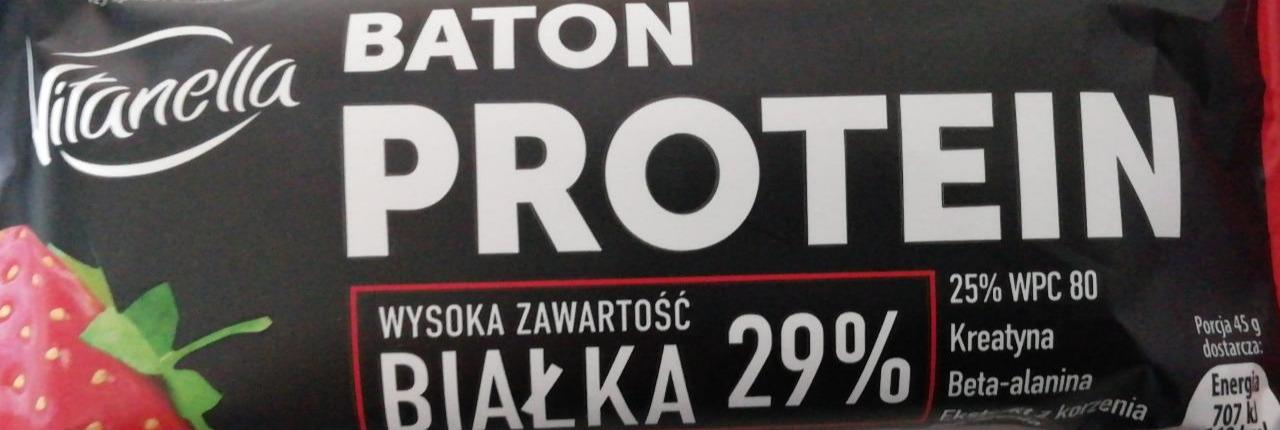 Vitanella
BATON
PROTEIN
WYSOKA ZAWARTOŚĆ
BIAŁKA 29%
25% WPC 80
Kreatyna
Beta-alanina
z korzenia
Porcja 45 g
dostarcza:
Energia
707 kJ